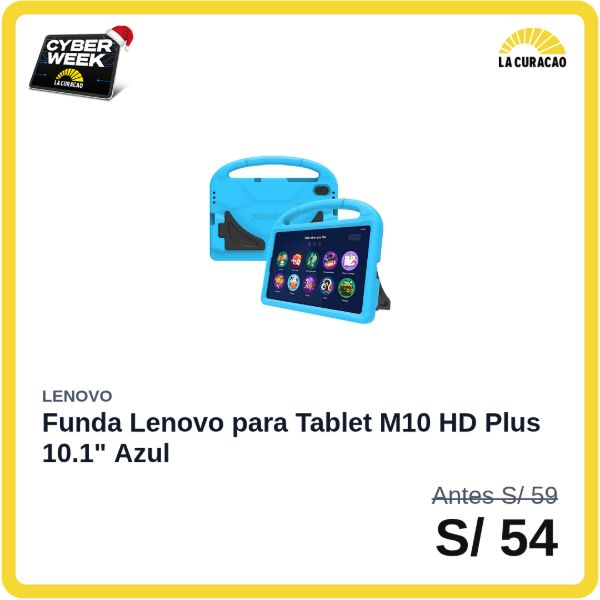 CYBER
WEEK
LA CURACAO
LA CURACAO
LENOVO
Funda Lenovo para Tablet M10 HD Plus
10.1" Azul
Antes S/ 59
S/ 54